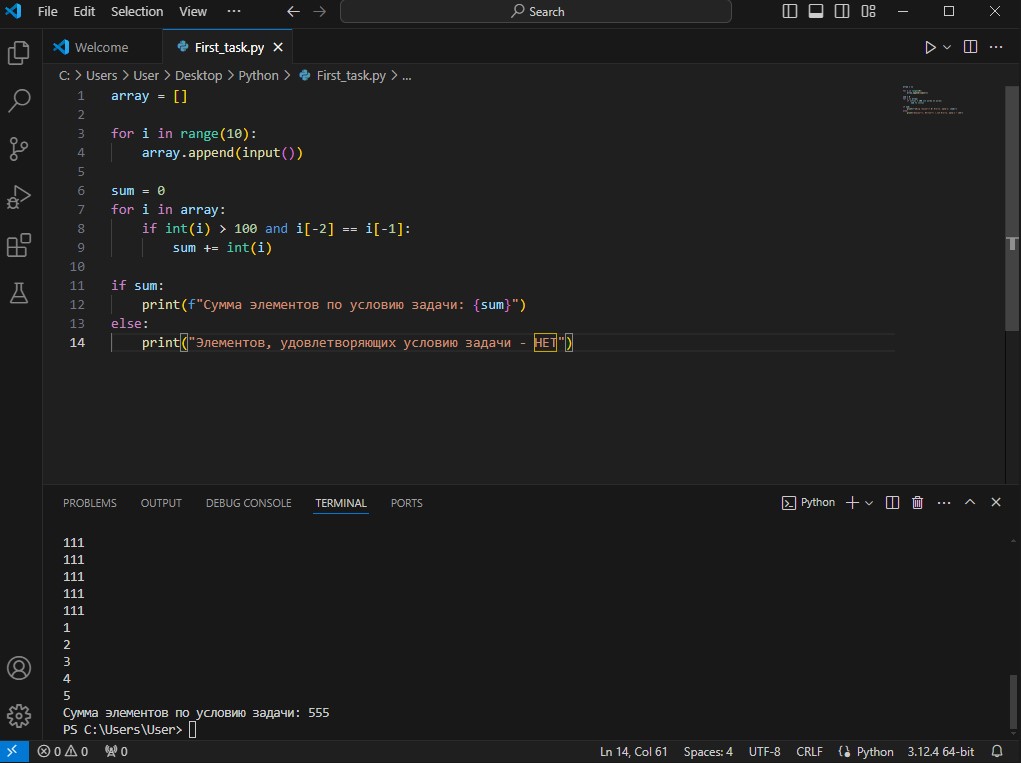 File Edit Selection View ··· Search
Welcome First_task.py
C: > Users > User > Desktop > Python > First_task.py > ...
1 array = []
2
3 for i in range(10):
4     array.append(input())
5
6 sum = 0
7 for i in array:
8     if int(i) > 100 and i[-2] == i[-1]:
9         sum += int(i)
10
11 if sum:
12     print(f"Сумма элементов по условию задачи: {sum}")
13 else:
14     print("Элементов, удовлетворяющих условию задачи - НЕТ")
PROBLEMS OUTPUT DEBUG CONSOLE TERMINAL PORTS Python
111
111
111
111
111
1
2
3
4
5
Сумма элементов по условию задачи: 555
PS C:\Users\User>
0 0 0 Ln 14, Col 61 Spaces: 4 UTF-8 CRLF {} Python 3.12.4 64-bit